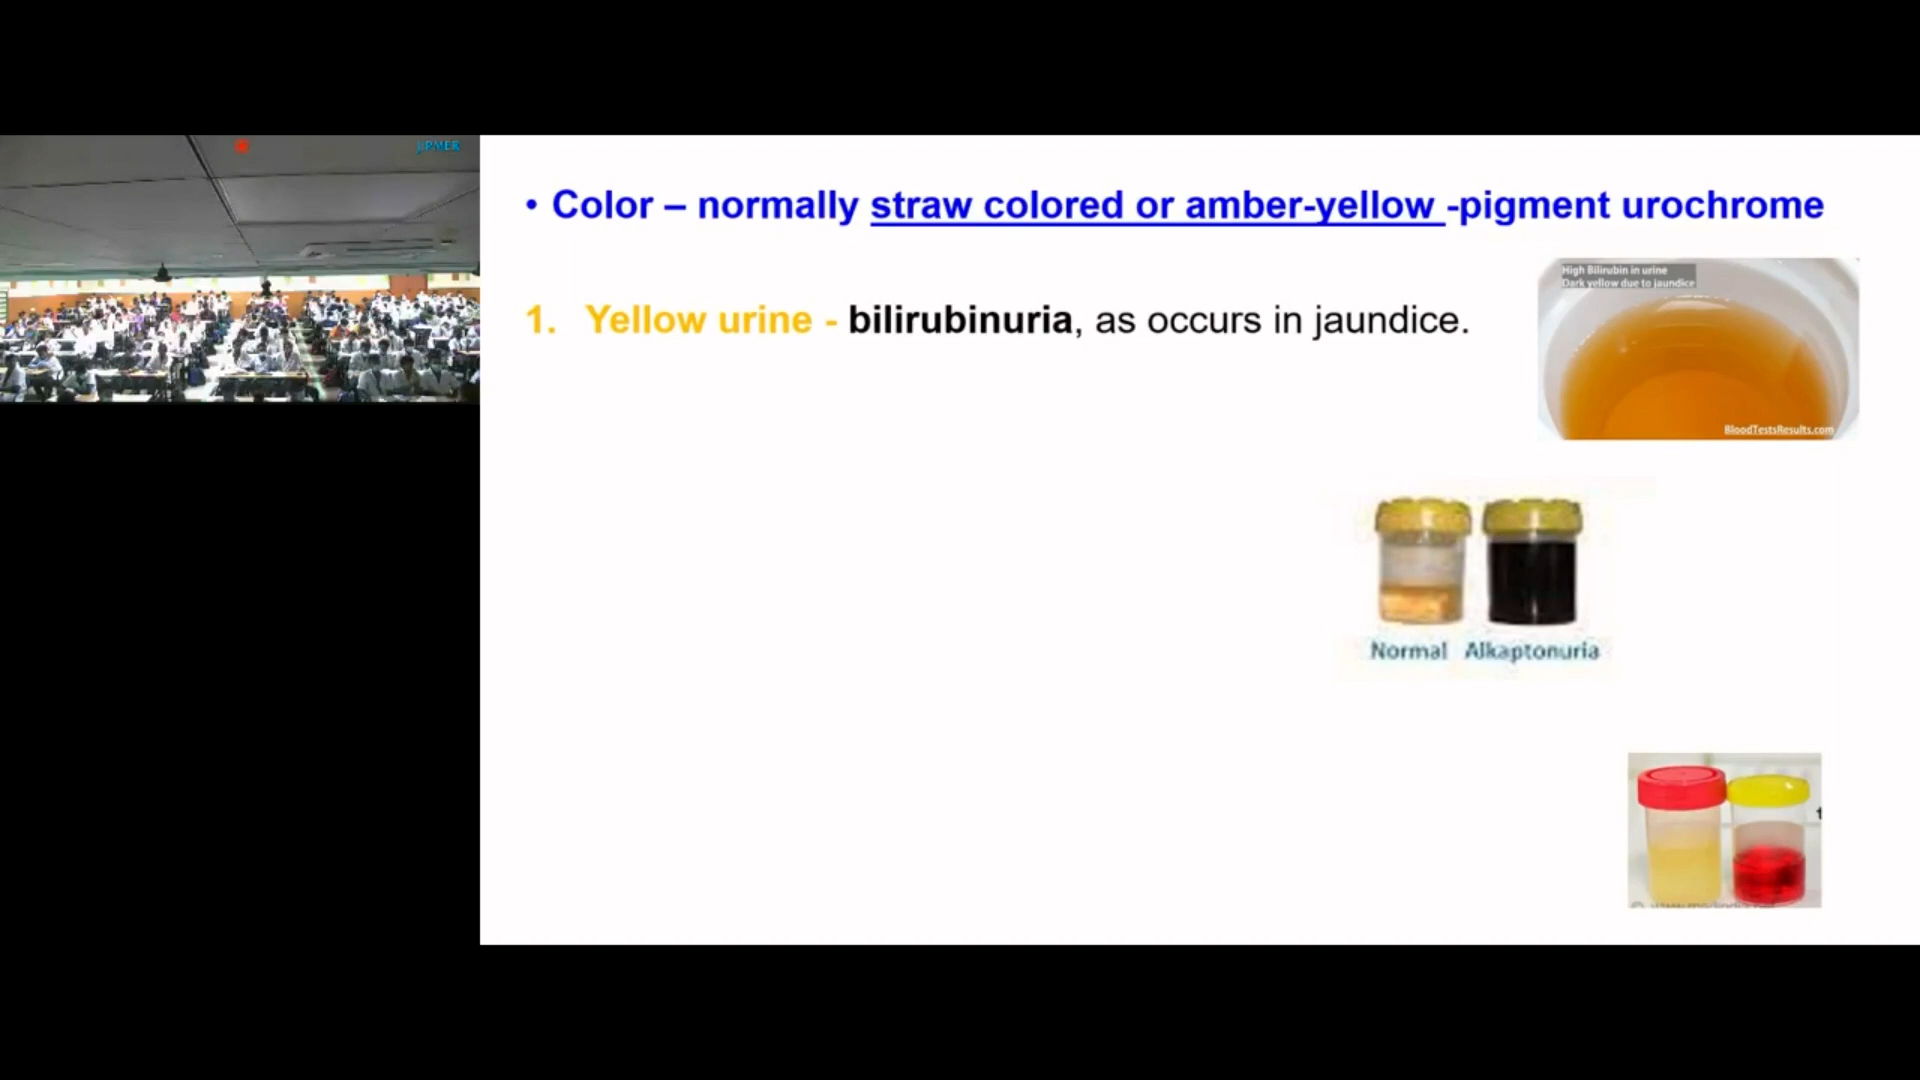 JIPMER
• Color – normally straw colored or amber-yellow -pigment urochrome
High Bilirubin in urine
Dark yellow due to jaundice
1. Yellow urine - bilirubinuria, as occurs in jaundice.
BloodTestsResults.com
Normal Alkaptonuria